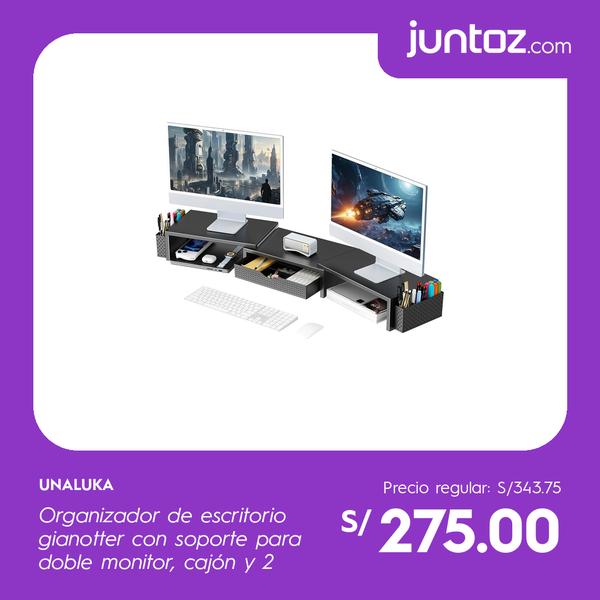 juntoz.com
UNALUKA
Organizador de escritorio
gianotter con soporte para
doble monitor, cajón y 2
Precio regular: S/343.75
S/ 275.00